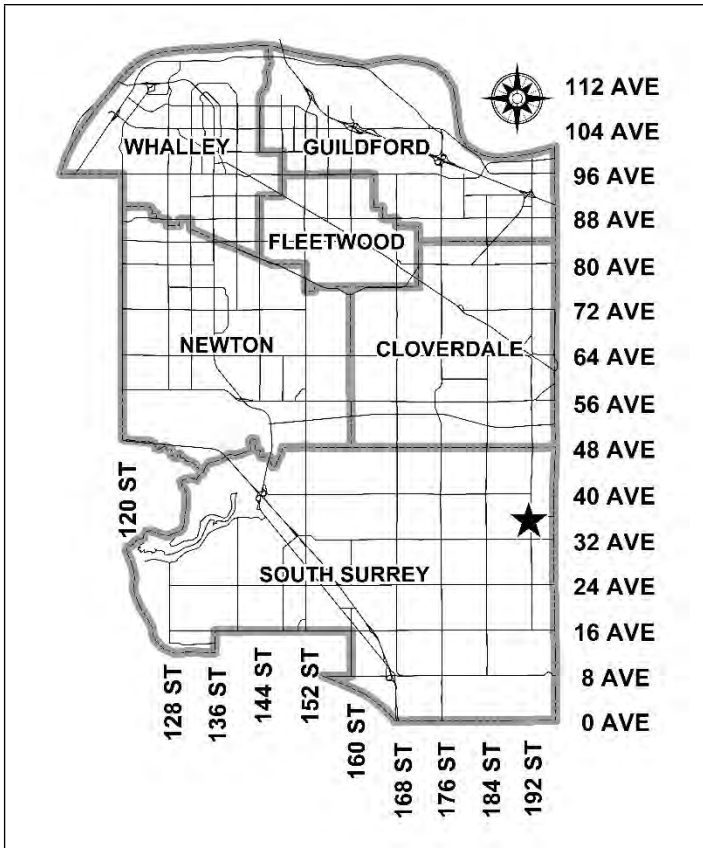 112 AVE
104 AVE
WHALLEY GUILDFORD
96 AVE
88 AVE
FLEETWOOD
80 AVE
72 AVE
NEWTON CLOVERDALE
64 AVE
56 AVE
48 AVE
120 ST
40 AVE
32 AVE
SOUTH SURREY
24 AVE
16 AVE
8 AVE
0 AVE
128 ST
136 ST
144 ST
152 ST
160 ST
168 ST
176 ST
184 ST
192 ST